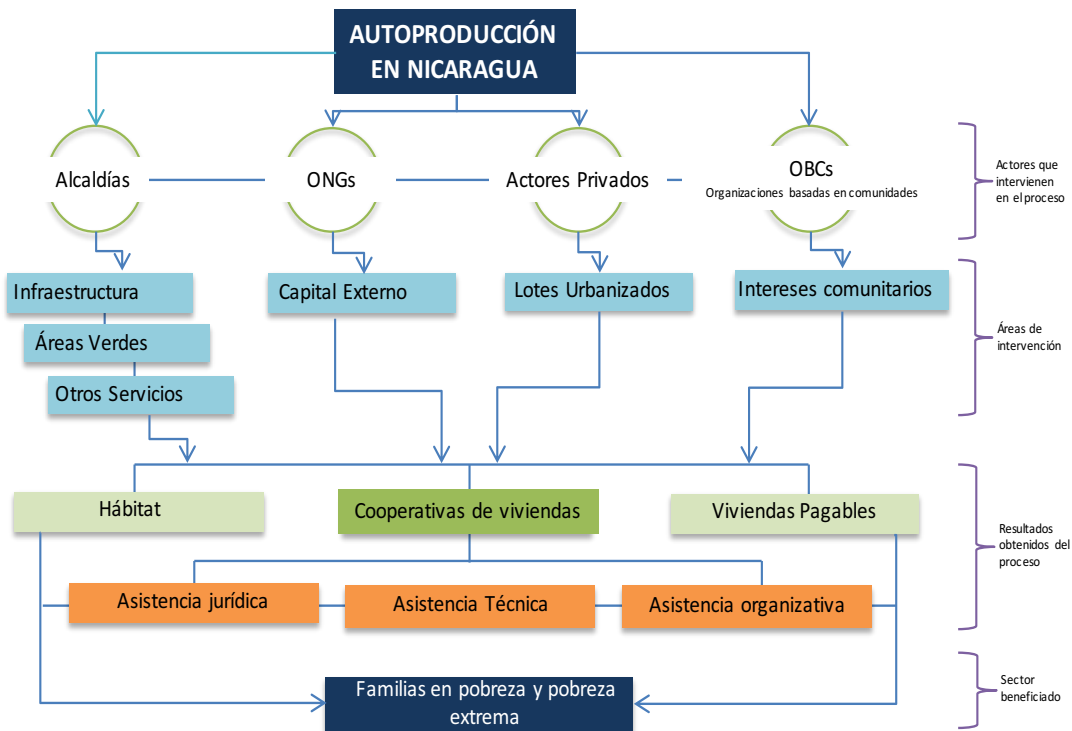 AUTOPRODUCCIÓN
EN NICARAGUA
Alcaldías
ONGs
Actores Privados
OBCs
Organizaciones basadas en comunidades
Actores que
intervienen
en el proceso
Infraestructura
Áreas Verdes
Otros Servicios
Capital Externo
Lotes Urbanizados
Intereses comunitarios
Áreas de
intervención
Hábitat
Cooperativas de viviendas
Viviendas Pagables
Asistencia jurídica
Asistencia Técnica
Asistencia organizativa
Resultados
obtenidos del
proceso
Familias en pobreza y pobreza
extrema
Sector
beneficiado